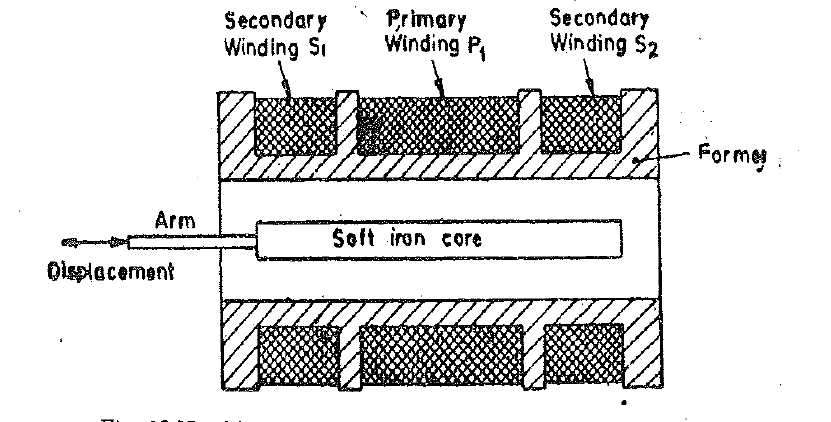 Secondary
Winding S1
Primary
Winding P1
Secondary
Winding S2
Former
Arm
Soft iron core
Displacement